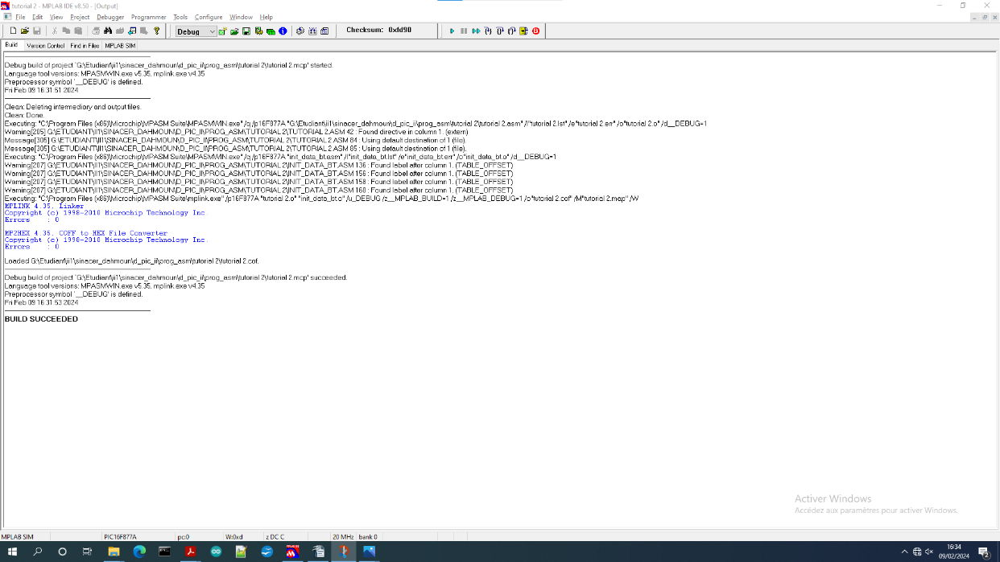 tutorial 2 - MPLAB IDE v8.50 - [Output]
File Edit View Project Debugger Programmer Tools Configure Window Help
Debug Checksum: 0xfd90
Build Version Control Find in Files MPLAB SIM
Debug build of project `G:\Etudiant\ii1\sinacer_dahmoun\d_pic_ii\prog_asm\tutorial 2\tutorial 2.mcp' started.
Language tool versions: MPASMWIN.exe v5.35, mplink.exe v4.35
Preprocessor symbol `__DEBUG' is defined.
Fri Feb 09 16:31:51 2024
Clean: Deleting intermediary and output files.
Clean: Done.
Executing: "C:\Program Files (x86)\Microchip\MPASM Suite\MPASMWIN.exe" /q /p16F877A "G:\Etudiant\ii1\sinacer_dahmoun\d_pic_ii\prog_asm\tutorial 2\tutorial 2.asm" /l"tutorial 2.lst" /e"tutorial 2.err" /o"tutorial 2.o" /d__DEBUG=1
Warning[205] G:\ETUDIANT\II1\SINACER_DAHMOUN\D_PIC_II\PROG_ASM\TUTORIAL 2\TUTORIAL 2.ASM 42 : Found directive in column 1. (extern)
Message[305] G:\ETUDIANT\II1\SINACER_DAHMOUN\D_PIC_II\PROG_ASM\TUTORIAL 2\TUTORIAL 2.ASM 84 : Using default destination of 1 (file).
Message[305] G:\ETUDIANT\II1\SINACER_DAHMOUN\D_PIC_II\PROG_ASM\TUTORIAL 2\TUTORIAL 2.ASM 85 : Using default destination of 1 (file).
Executing: "C:\Program Files (x86)\Microchip\MPASM Suite\MPASMWIN.exe" /q /p16F877A "init_data_bt.asm" /l"init_data_bt.lst" /e"init_data_bt.err" /o"init_data_bt.o" /d__DEBUG=1
Warning[207] G:\ETUDIANT\II1\SINACER_DAHMOUN\D_PIC_II\PROG_ASM\TUTORIAL 2\INIT_DATA_BT.ASM 136 : Found label after column 1. (TABLE_OFFSET)
Warning[207] G:\ETUDIANT\II1\SINACER_DAHMOUN\D_PIC_II\PROG_ASM\TUTORIAL 2\INIT_DATA_BT.ASM 156 : Found label after column 1. (TABLE_OFFSET)
Warning[207] G:\ETUDIANT\II1\SINACER_DAHMOUN\D_PIC_II\PROG_ASM\TUTORIAL 2\INIT_DATA_BT.ASM 158 : Found label after column 1. (TABLE_OFFSET)
Warning[207] G:\ETUDIANT\II1\SINACER_DAHMOUN\D_PIC_II\PROG_ASM\TUTORIAL 2\INIT_DATA_BT.ASM 160 : Found label after column 1. (TABLE_OFFSET)
Executing: "C:\Program Files (x86)\Microchip\MPASM Suite\mplink.exe" /p16F877A "tutorial 2.o" "init_data_bt.o" /u_DEBUG /z__MPLAB_BUILD=1 /z__MPLAB_DEBUG=1 /o"tutorial 2.cof" /M"tutorial 2.map" /W
MPLINK 4.35, Linker
Copyright (c) 1998-2010 Microchip Technology Inc.
Errors : 0
MP2HEX 4.35, COFF to HEX File Converter
Copyright (c) 1998-2010 Microchip Technology Inc.
Errors : 0
Loaded G:\Etudiant\ii1\sinacer_dahmoun\d_pic_ii\prog_asm\tutorial 2\tutorial 2.cof.
Debug build of project `G:\Etudiant\ii1\sinacer_dahmoun\d_pic_ii\prog_asm\tutorial 2\tutorial 2.mcp' succeeded.
Language tool versions: MPASMWIN.exe v5.35, mplink.exe v4.35
Preprocessor symbol `__DEBUG' is defined.
Fri Feb 09 16:31:53 2024
BUILD SUCCEEDED
Activer Windows
Accédez aux paramètres pour activer Windows.
MPLAB SIM PIC16F877A pc:0 W:0xd z DC C 20 MHz bank 0
16:34
09/02/2024
2